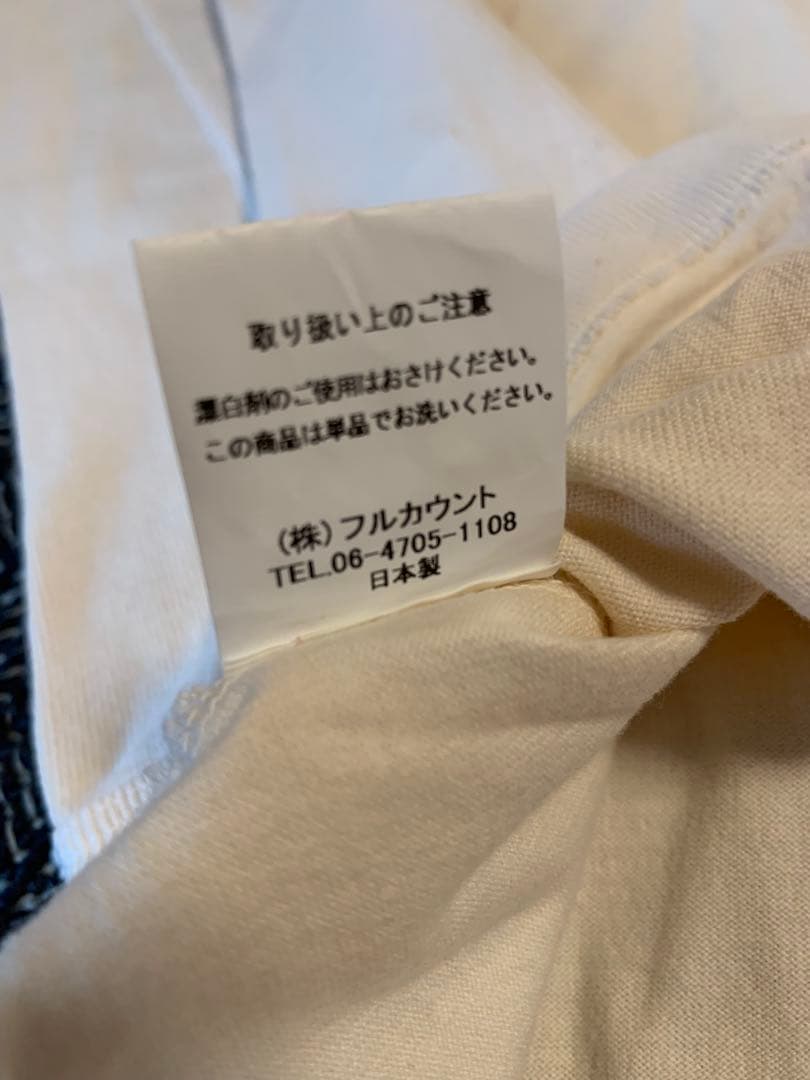 取り扱い上のご注意
漂白剤のご使用はおさけください。
この商品は単品でお洗いください。
(株)フルカウント
TEL.06-4705-1108
日本製